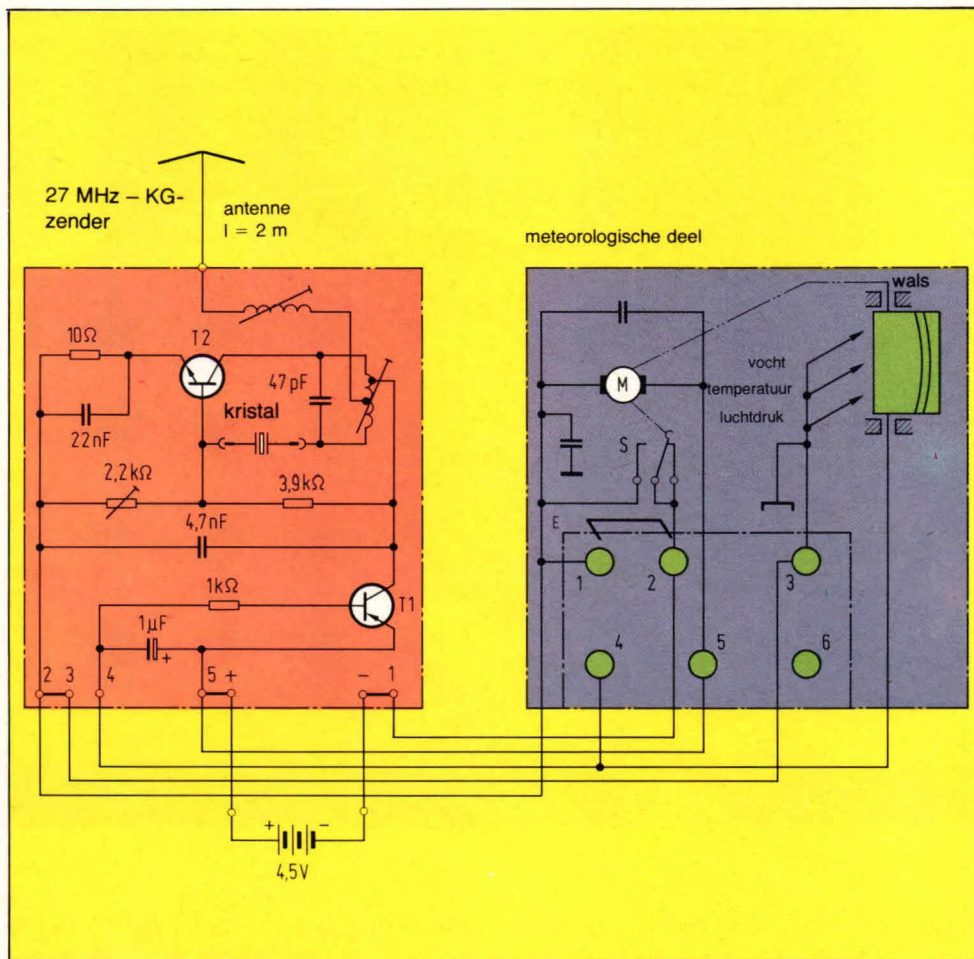 27 MHz – KG-
zender
antenne
l = 2 m
meteorologische deel
10Ω
T2
47pF
22nF
kristal
2,2kΩ
3,9kΩ
4,7nF
1kΩ
T1
1µF
+
2 3 4 5 + – 1
+ –
4,5V
wals
vocht
temperatuur
luchtdruk
M
S
E
1 2 3
4 5 6